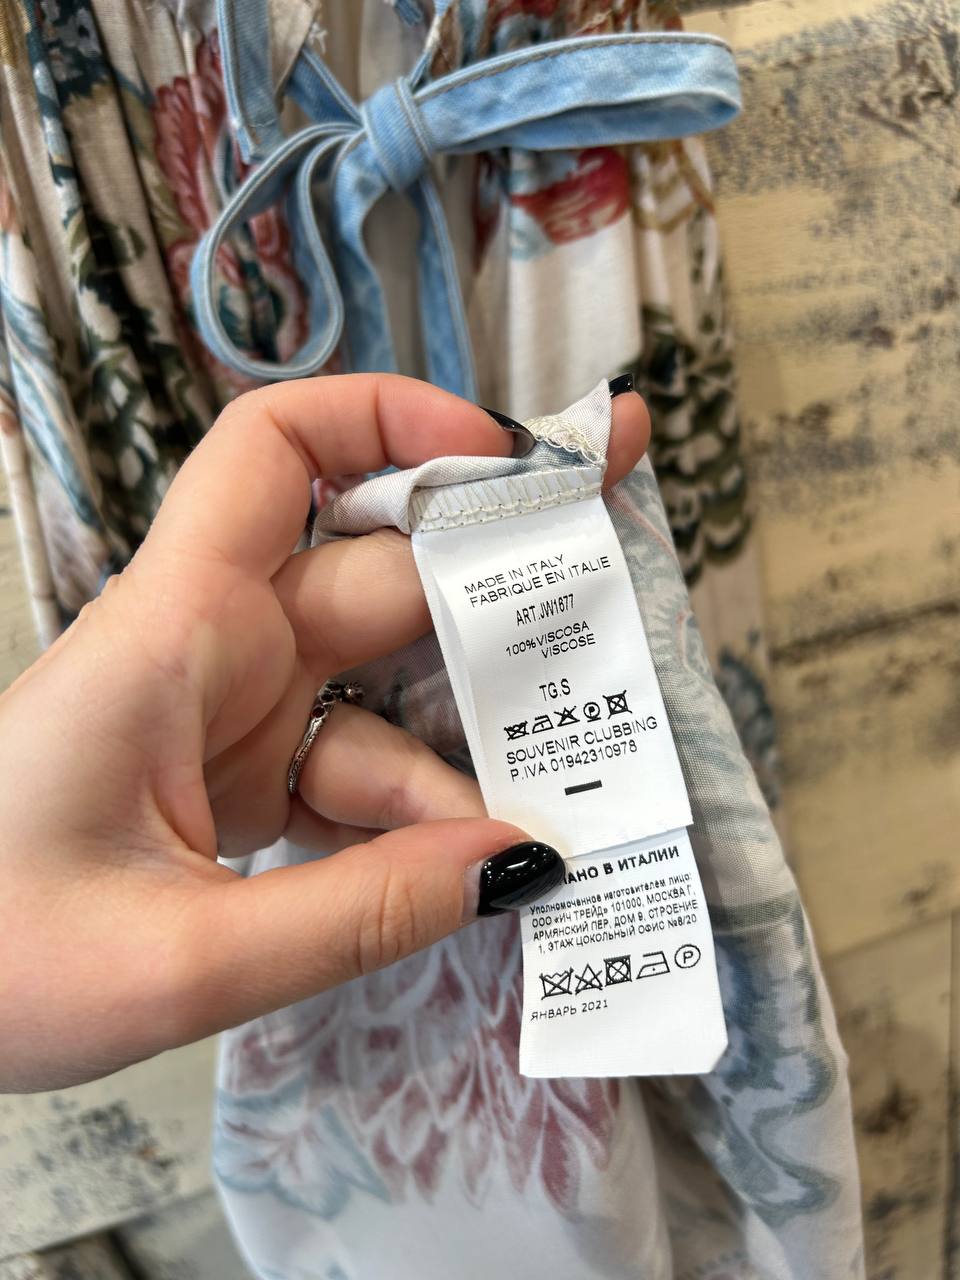 MADE IN ITALY
FABRIQUE EN ITALIE
ART.JW1677
100%VISCOSA
VISCOSE
TG.S
SOUVENIR CLUBBING
P.IVA 01942310978
В ИТАЛИИ
Уполномоченное изготовителем лицо:
ООО «ИЧ ТРЕЙД» 101000, МОСКВА Г,
АРМЯНСКИЙ ПЕР, ДОМ 9, СТРОЕНИЕ
1, ЭТАЖ ЦОКОЛЬНЫЙ ОФИС №8/20
P
ЯНВАРЬ 2021